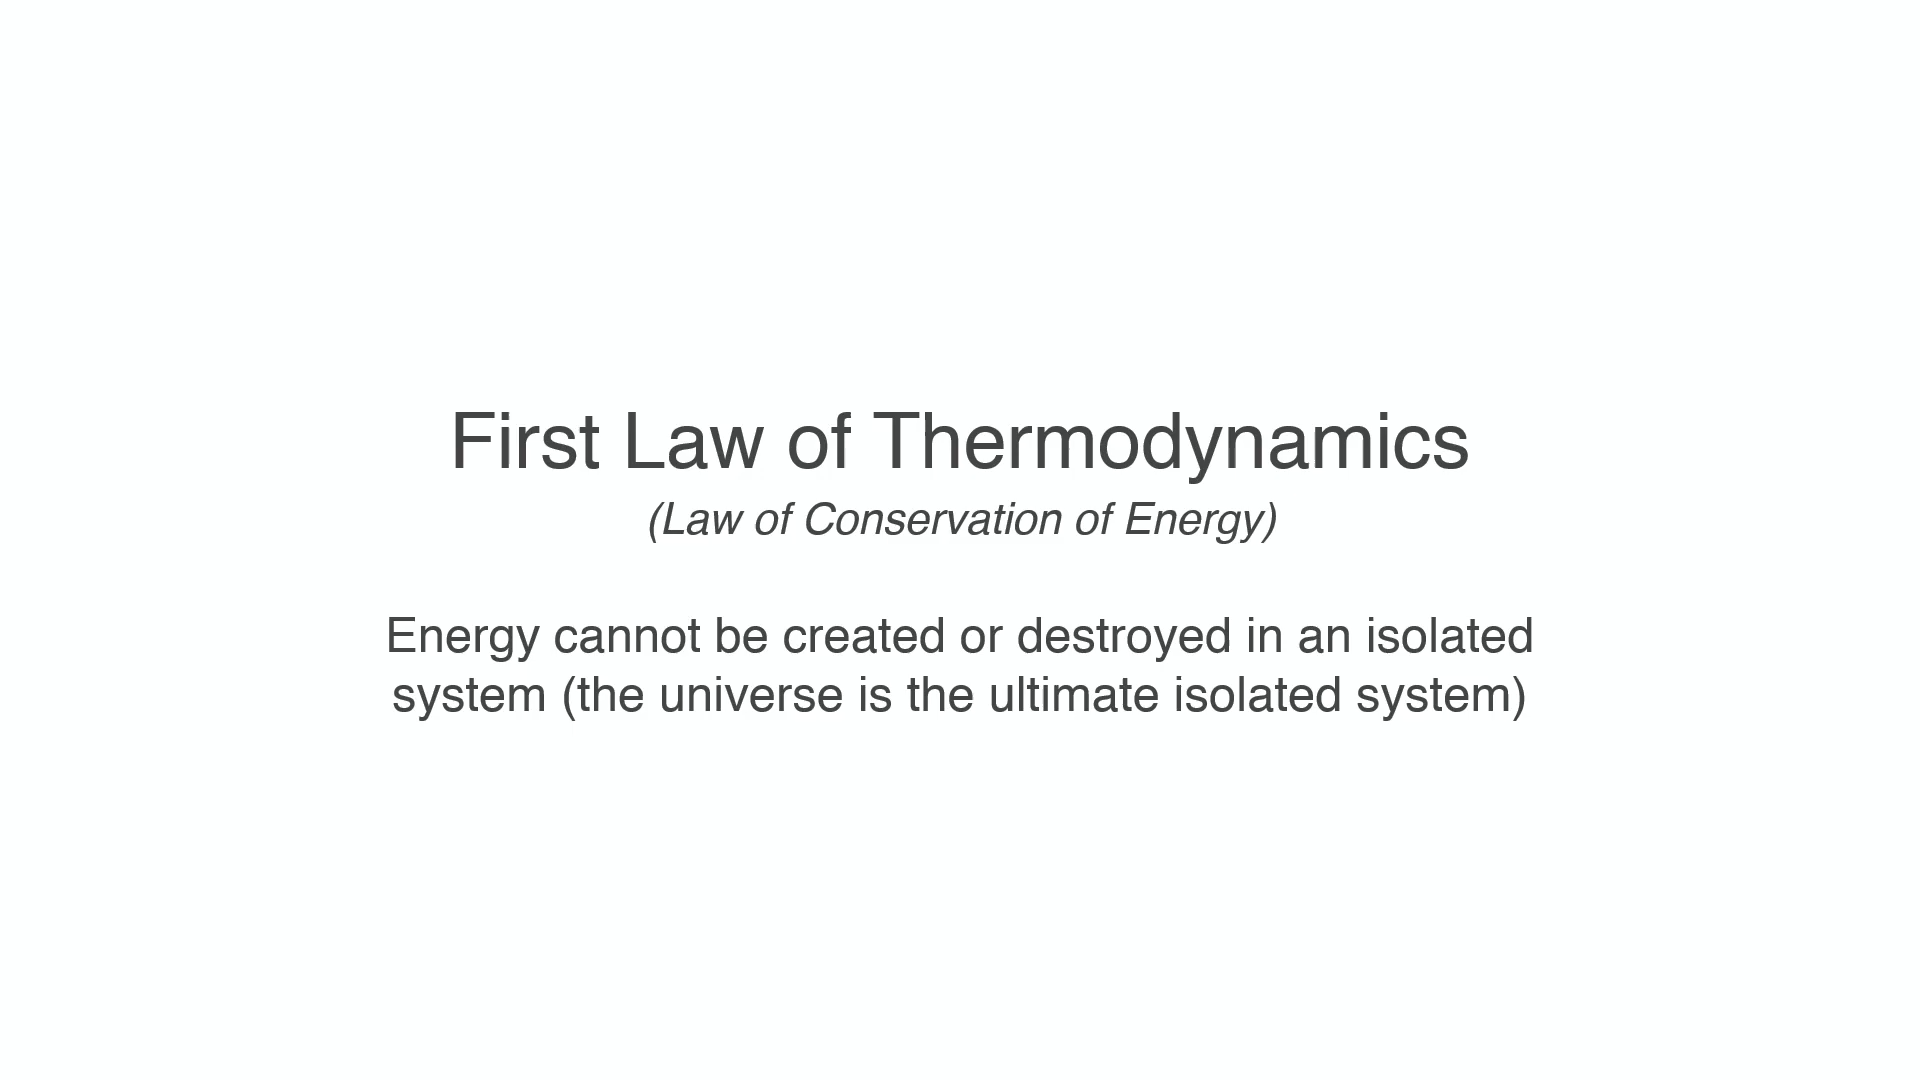 First Law of Thermodynamics
(Law of Conservation of Energy)
Energy cannot be created or destroyed in an isolated
system (the universe is the ultimate isolated system)